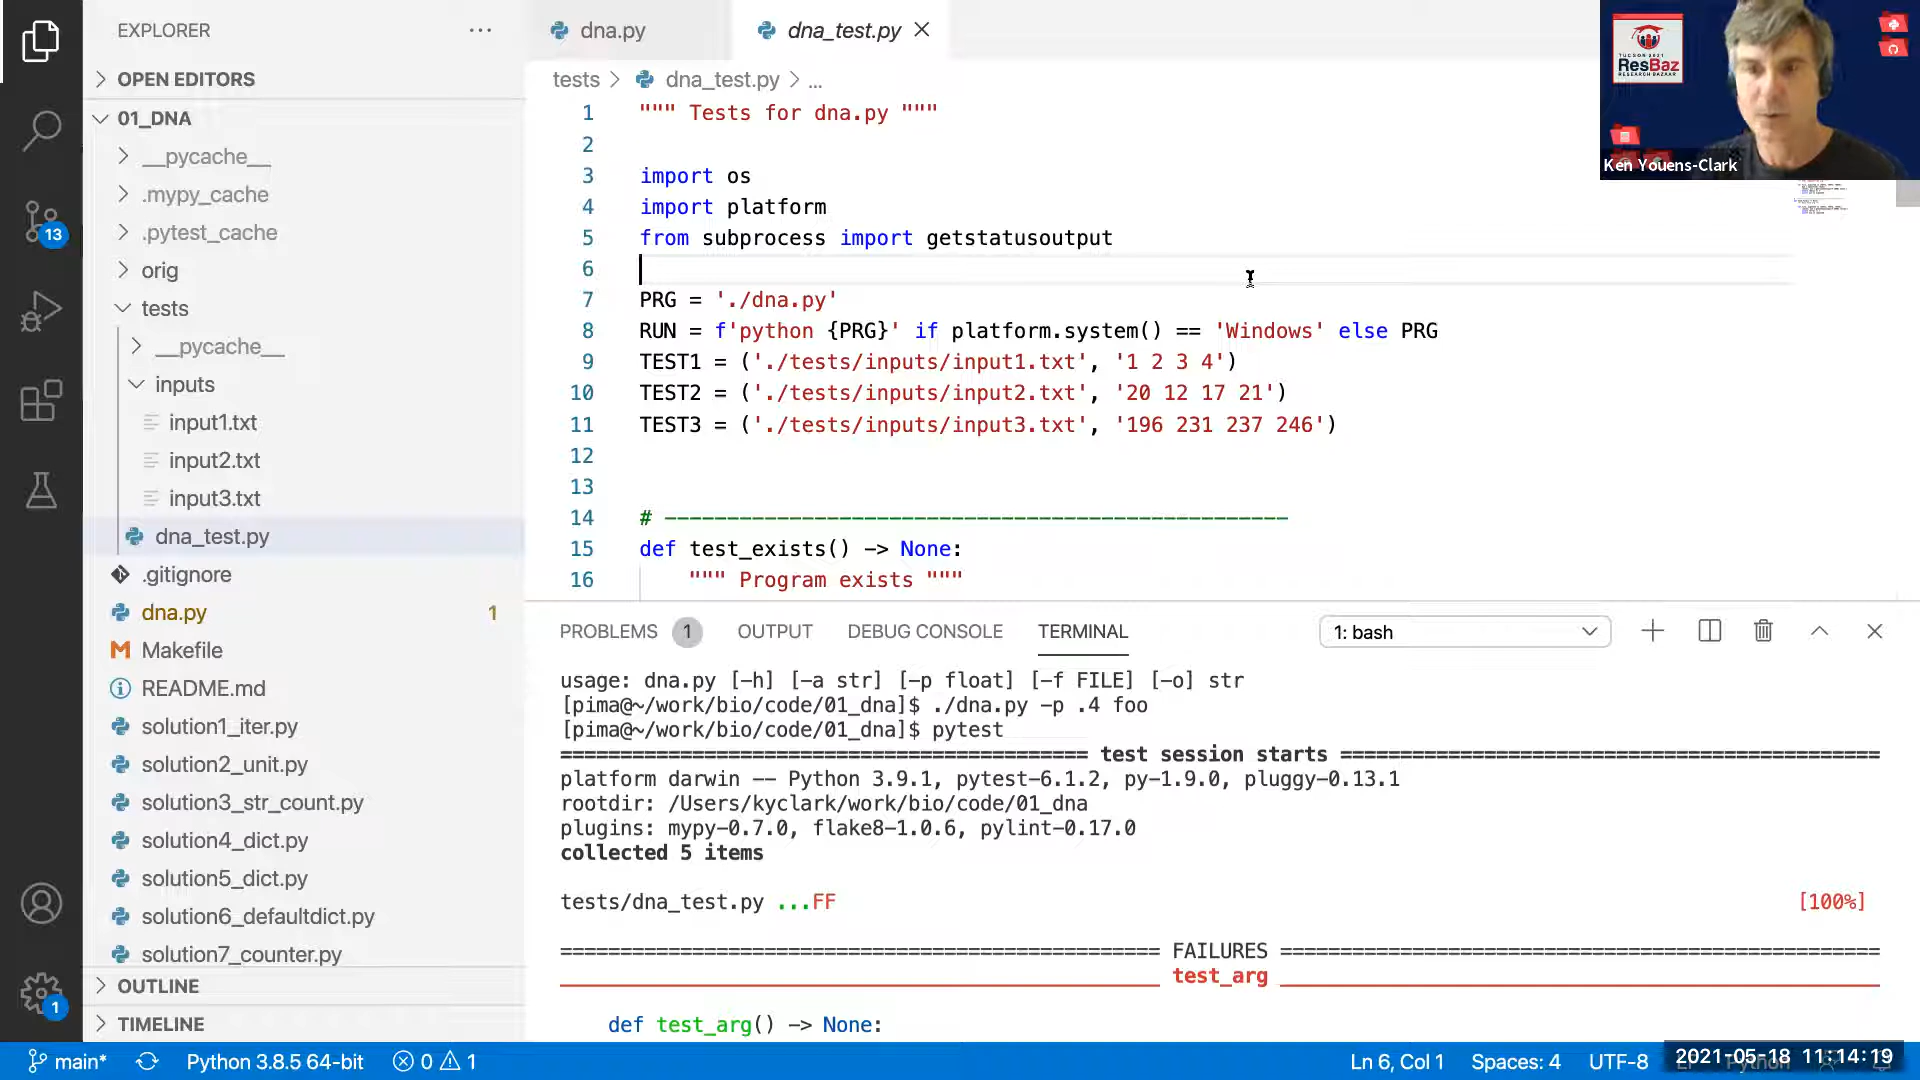 EXPLORER
OPEN EDITORS
01_DNA
__pycache__
.mypy_cache
.pytest_cache
orig
tests
__pycache__
inputs
input1.txt
input2.txt
input3.txt
dna_test.py
.gitignore
dna.py 1
Makefile
README.md
solution1_iter.py
solution2_unit.py
solution3_str_count.py
solution4_dict.py
solution5_dict.py
solution6_defaultdict.py
solution7_counter.py
OUTLINE
TIMELINE
13
1
dna.py dna_test.py
tests > dna_test.py > ...
1 """ Tests for dna.py """
2
3 import os
4 import platform
5 from subprocess import getstatusoutput
6
7 PRG = './dna.py'
8 RUN = f'python {PRG}' if platform.system() == 'Windows' else PRG
9 TEST1 = ('./tests/inputs/input1.txt', '1 2 3 4')
10 TEST2 = ('./tests/inputs/input2.txt', '20 12 17 21')
11 TEST3 = ('./tests/inputs/input3.txt', '196 231 237 246')
12
13
14 # --------------------------------------------------
15 def test_exists() -> None:
16 """ Program exists """
TUCSON 2021
ResBaz
RESEARCH BAZAAR
Ken Youens-Clark
PROBLEMS 1 OUTPUT DEBUG CONSOLE TERMINAL 1: bash
usage: dna.py [-h] [-a str] [-p float] [-f FILE] [-o] str
[pima@~/work/bio/code/01_dna]$ ./dna.py -p .4 foo
[pima@~/work/bio/code/01_dna]$ pytest
============================================ test session starts =============================================
platform darwin -- Python 3.9.1, pytest-6.1.2, py-1.9.0, pluggy-0.13.1
rootdir: /Users/kyclark/work/bio/code/01_dna
plugins: mypy-0.7.0, flake8-1.0.6, pylint-0.17.0
collected 5 items
tests/dna_test.py ...FF [100%]
================================================== FAILURES ==================================================
__________________________________________________ test_arg __________________________________________________
def test_arg() -> None:
main* Python 3.8.5 64-bit 0 1 Ln 6, Col 1 Spaces: 4 UTF-8 2021-05-18 11:14:19